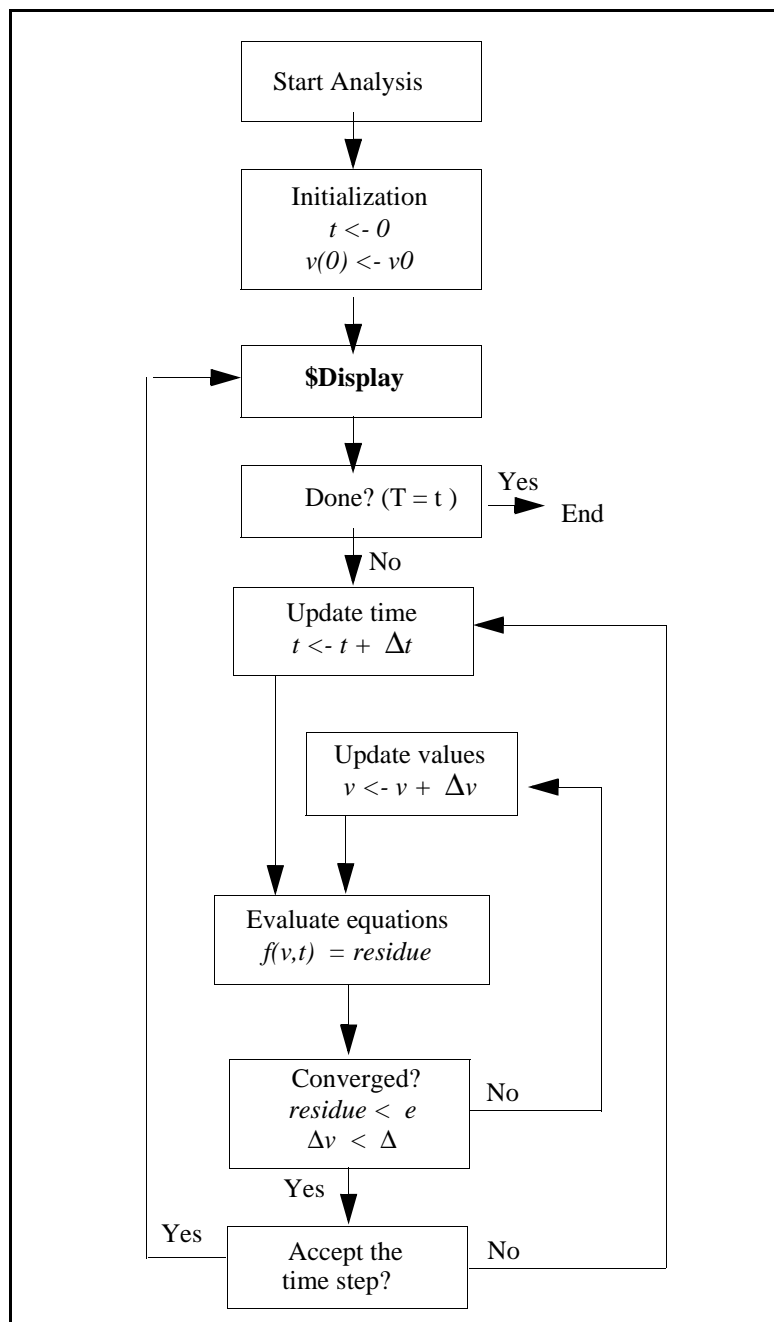 Start Analysis
Initialization
t <- 0
v(0) <- v0
$Display
Done? (T = t )
Yes
End
No
Update time
t <- t + Δt
Update values
v <- v + Δv
Evaluate equations
f(v,t) = residue
Converged?
residue < e
Δv < Δ
No
Yes
Yes
Accept the
time step?
No